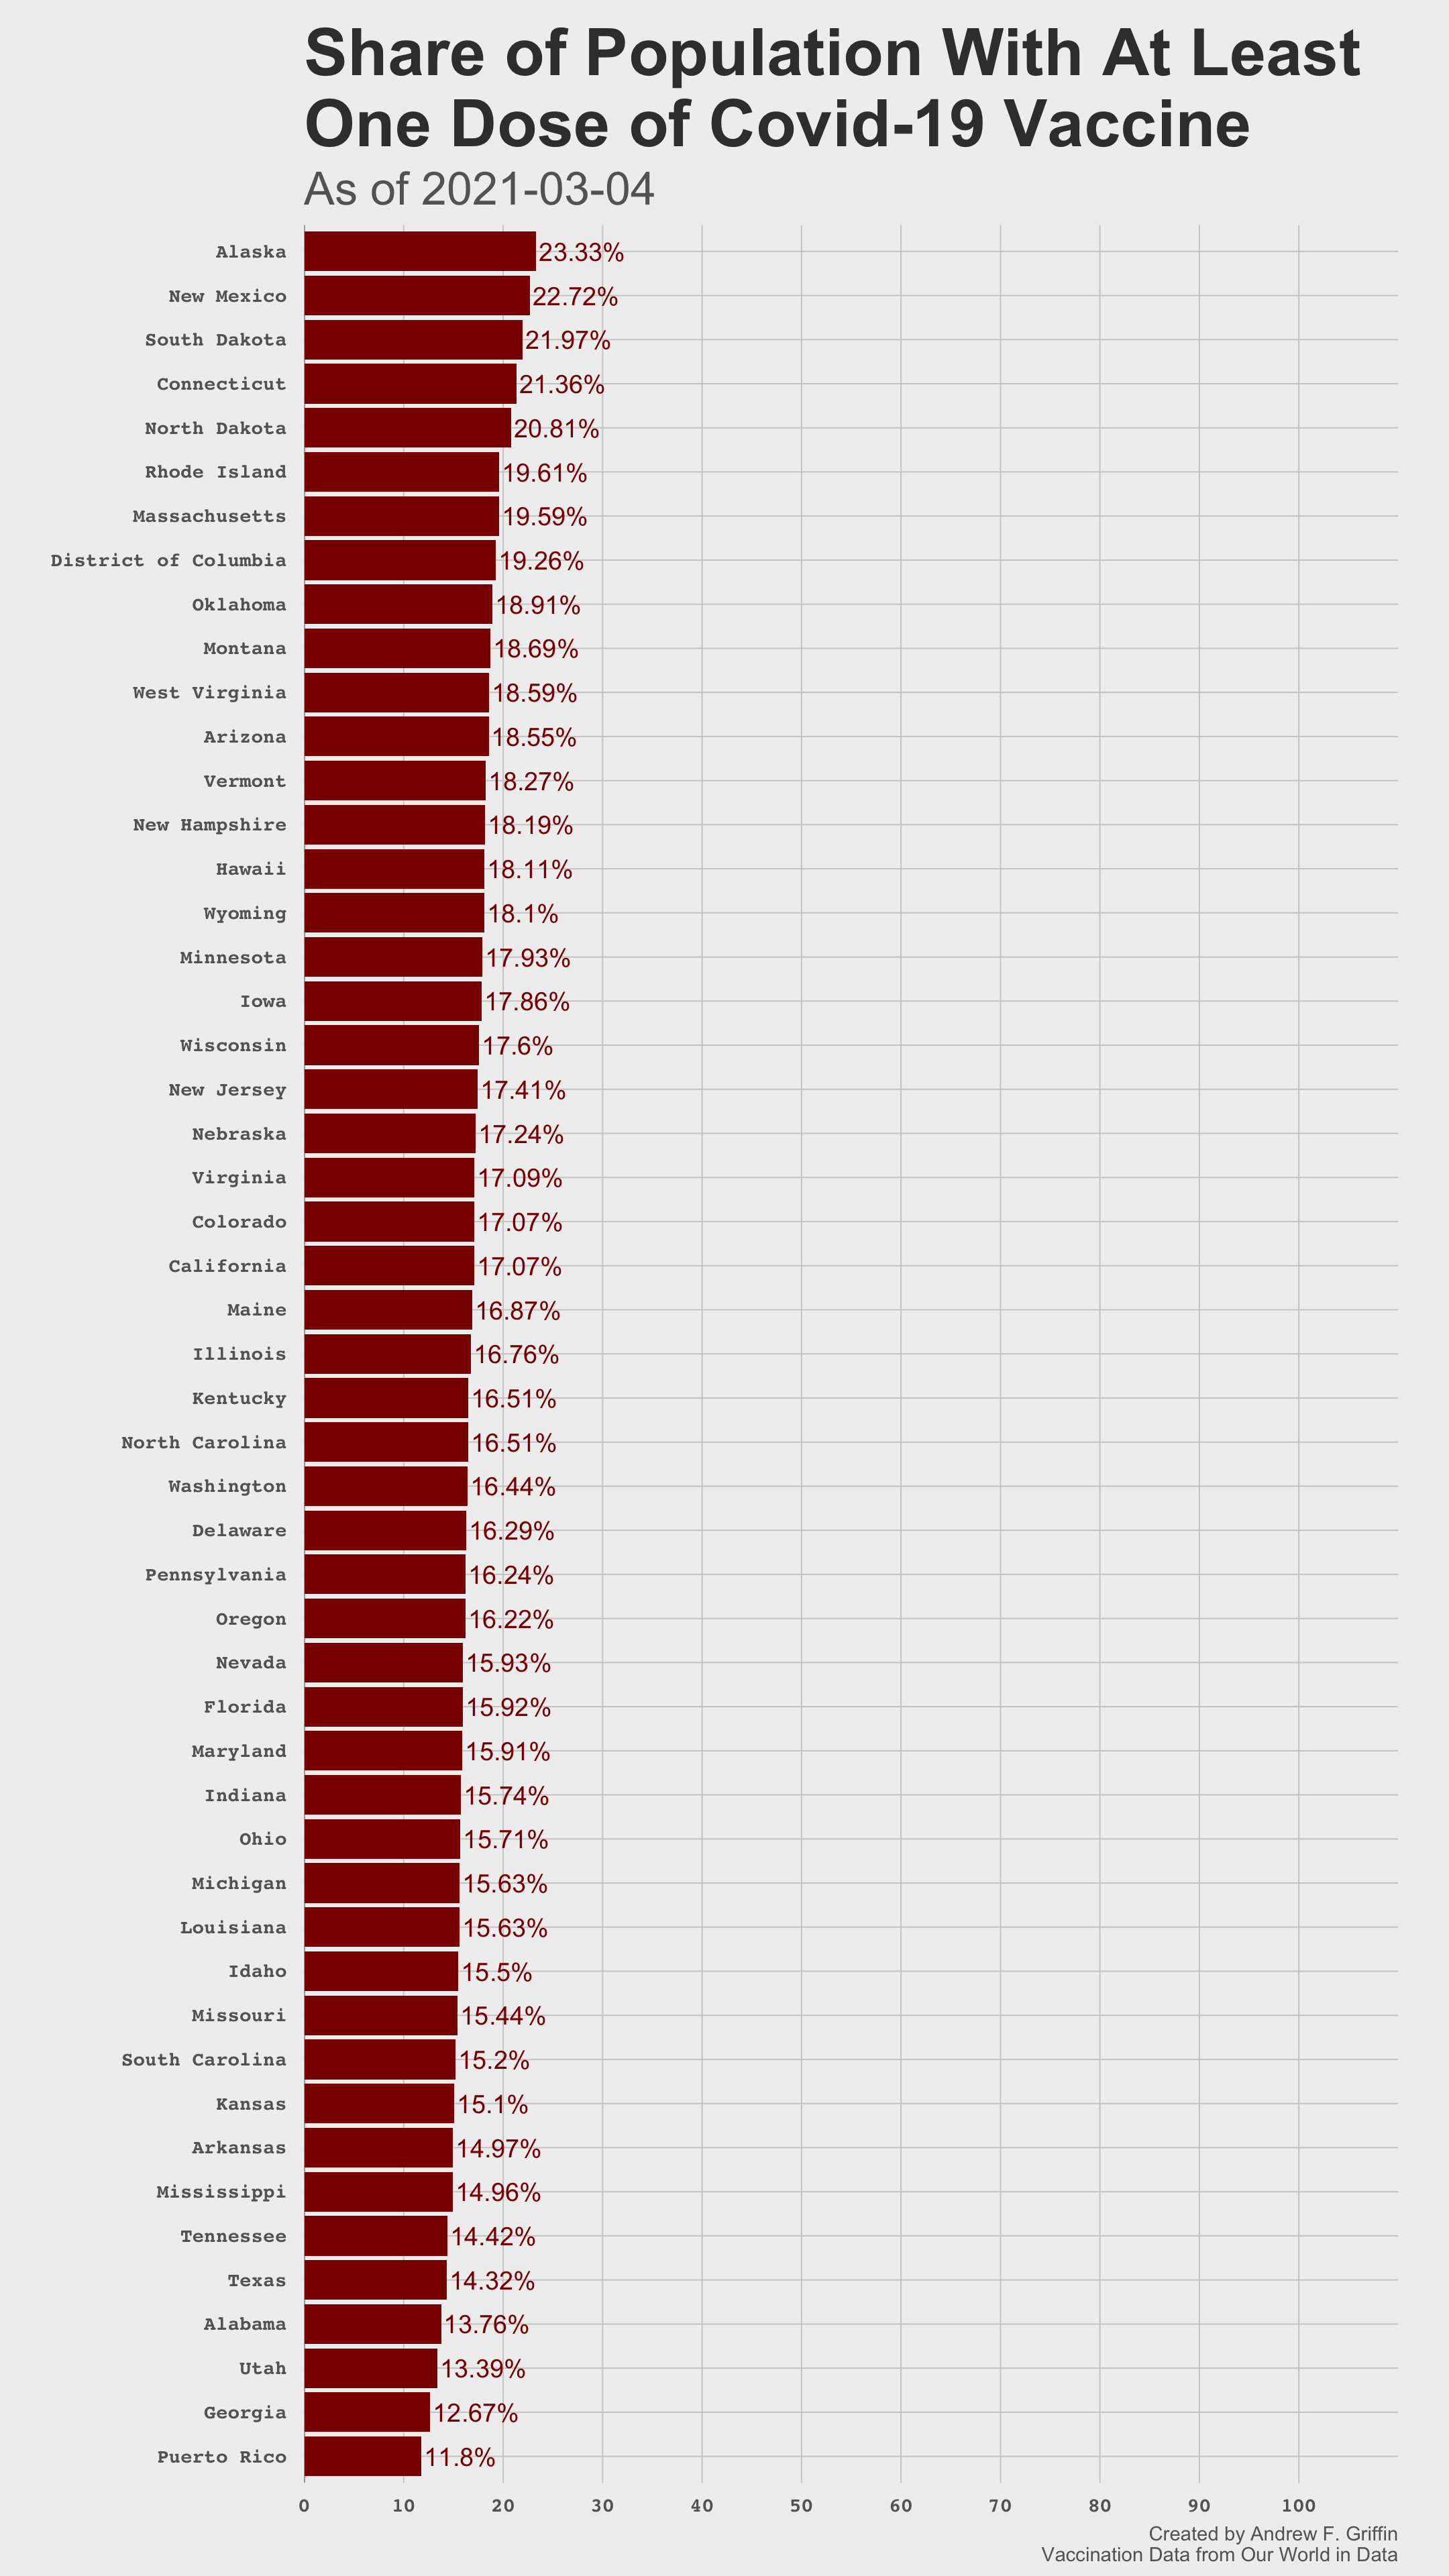 Share of Population With At Least
One Dose of Covid-19 Vaccine
As of 2021-03-04
Alaska 23.33%
New Mexico 22.72%
South Dakota 21.97%
Connecticut 21.36%
North Dakota 20.81%
Rhode Island 19.61%
Massachusetts 19.59%
District of Columbia 19.26%
Oklahoma 18.91%
Montana 18.69%
West Virginia 18.59%
Arizona 18.55%
Vermont 18.27%
New Hampshire 18.19%
Hawaii 18.11%
Wyoming 18.1%
Minnesota 17.93%
Iowa 17.86%
Wisconsin 17.6%
New Jersey 17.41%
Nebraska 17.24%
Virginia 17.09%
Colorado 17.07%
California 17.07%
Maine 16.87%
Illinois 16.76%
Kentucky 16.51%
North Carolina 16.51%
Washington 16.44%
Delaware 16.29%
Pennsylvania 16.24%
Oregon 16.22%
Nevada 15.93%
Florida 15.92%
Maryland 15.91%
Indiana 15.74%
Ohio 15.71%
Michigan 15.63%
Louisiana 15.63%
Idaho 15.5%
Missouri 15.44%
South Carolina 15.2%
Kansas 15.1%
Arkansas 14.97%
Mississippi 14.96%
Tennessee 14.42%
Texas 14.32%
Alabama 13.76%
Utah 13.39%
Georgia 12.67%
Puerto Rico 11.8%
0 10 20 30 40 50 60 70 80 90 100
Created by Andrew F. Griffin
Vaccination Data from Our World in Data